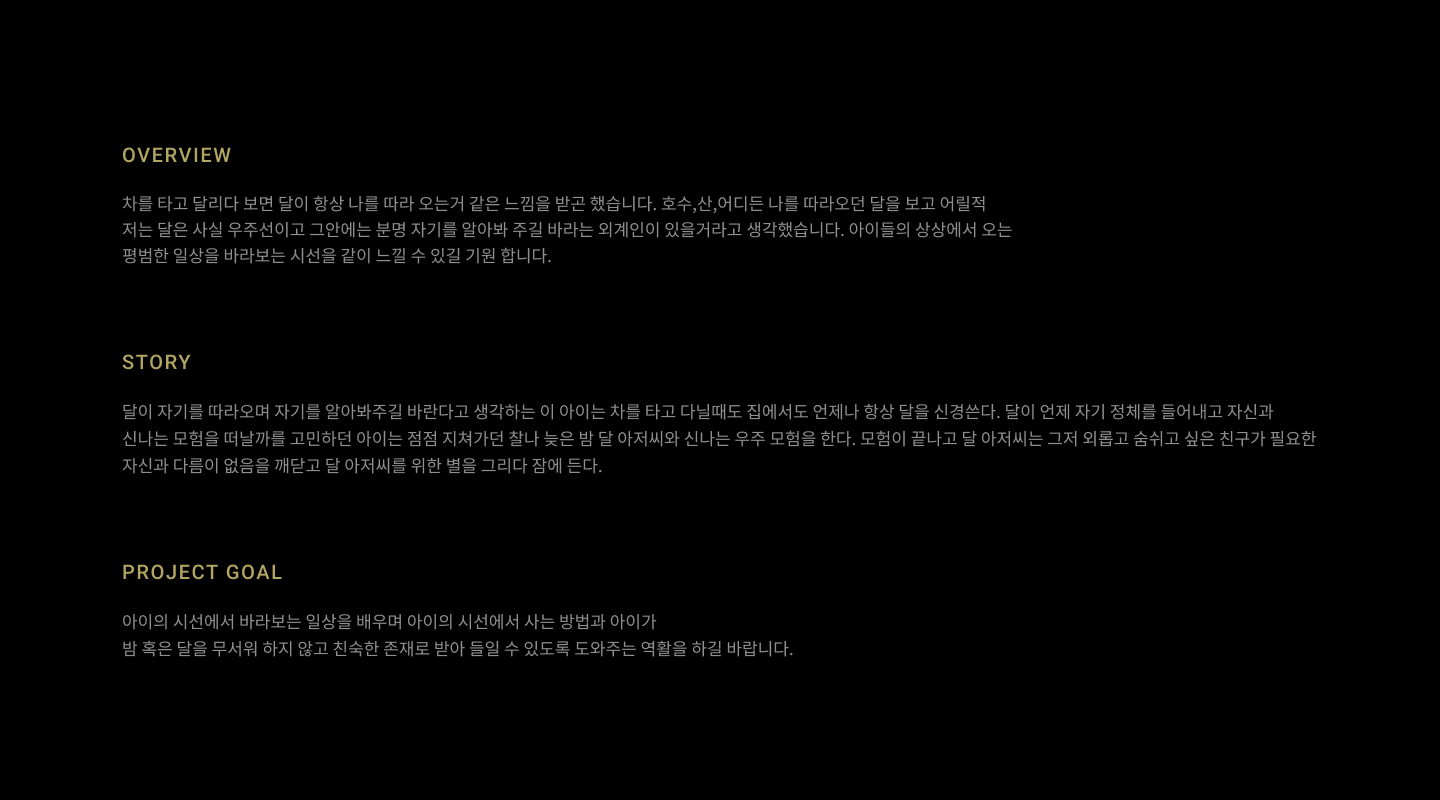 OVERVIEW
차를 타고 달리다 보면 달이 항상 나를 따라 오는거 같은 느낌을 받곤 했습니다. 호수,산,어디든 나를 따라오던 달을 보고 어릴적
저는 달은 사실 우주선이고 그안에는 분명 자기를 알아봐 주길 바라는 외계인이 있을거라고 생각했습니다. 아이들의 상상에서 오는
평범한 일상을 바라보는 시선을 같이 느낄 수 있길 기원 합니다.
STORY
달이 자기를 따라오며 자기를 알아봐주길 바란다고 생각하는 이 아이는 차를 타고 다닐때도 집에서도 언제나 항상 달을 신경쓴다. 달이 언제 자기 정체를 들어내고 자신과
신나는 모험을 떠날까를 고민하던 아이는 점점 지쳐가던 찰나 늦은 밤 달 아저씨와 신나는 우주 모험을 한다. 모험이 끝나고 달 아저씨는 그저 외롭고 숨쉬고 싶은 친구가 필요한
자신과 다름이 없음을 깨닫고 달 아저씨를 위한 별을 그리다 잠에 든다.
PROJECT GOAL
아이의 시선에서 바라보는 일상을 배우며 아이의 시선에서 사는 방법과 아이가
밤 혹은 달을 무서워 하지 않고 친숙한 존재로 받아 들일 수 있도록 도와주는 역활을 하길 바랍니다.